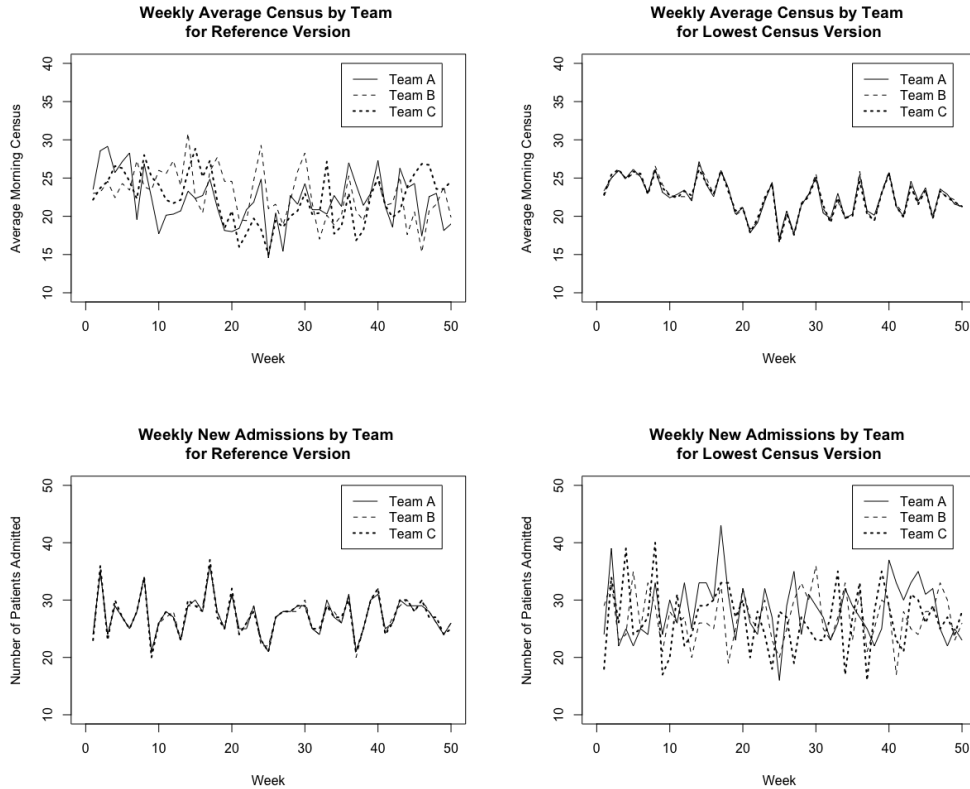 Weekly Average Census by Team
for Reference Version
Average Morning Census
40
35
30
25
20
15
10
Team A
Team B
Team C
0 10 20 30 40 50
Week
Weekly Average Census by Team
for Lowest Census Version
Average Morning Census
40
35
30
25
20
15
10
Team A
Team B
Team C
0 10 20 30 40 50
Week
Weekly New Admissions by Team
for Reference Version
Number of Patients Admitted
50
40
30
20
10
Team A
Team B
Team C
0 10 20 30 40 50
Week
Weekly New Admissions by Team
for Lowest Census Version
Number of Patients Admitted
50
40
30
20
10
Team A
Team B
Team C
0 10 20 30 40 50
Week